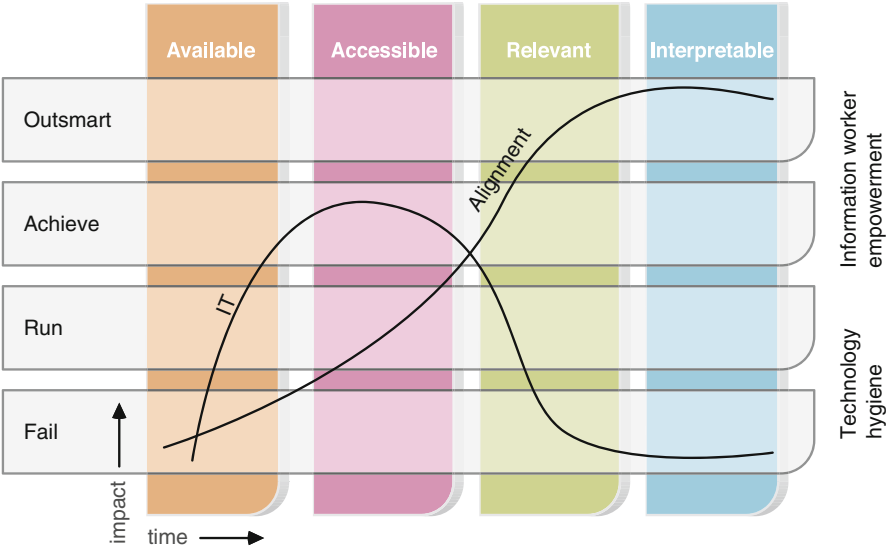 Available
Accessible
Relevant
Interpretable
Outsmart
Achieve
Run
Fail
IT
Alignment
Information worker
empowerment
Technology
hygiene
impact
time